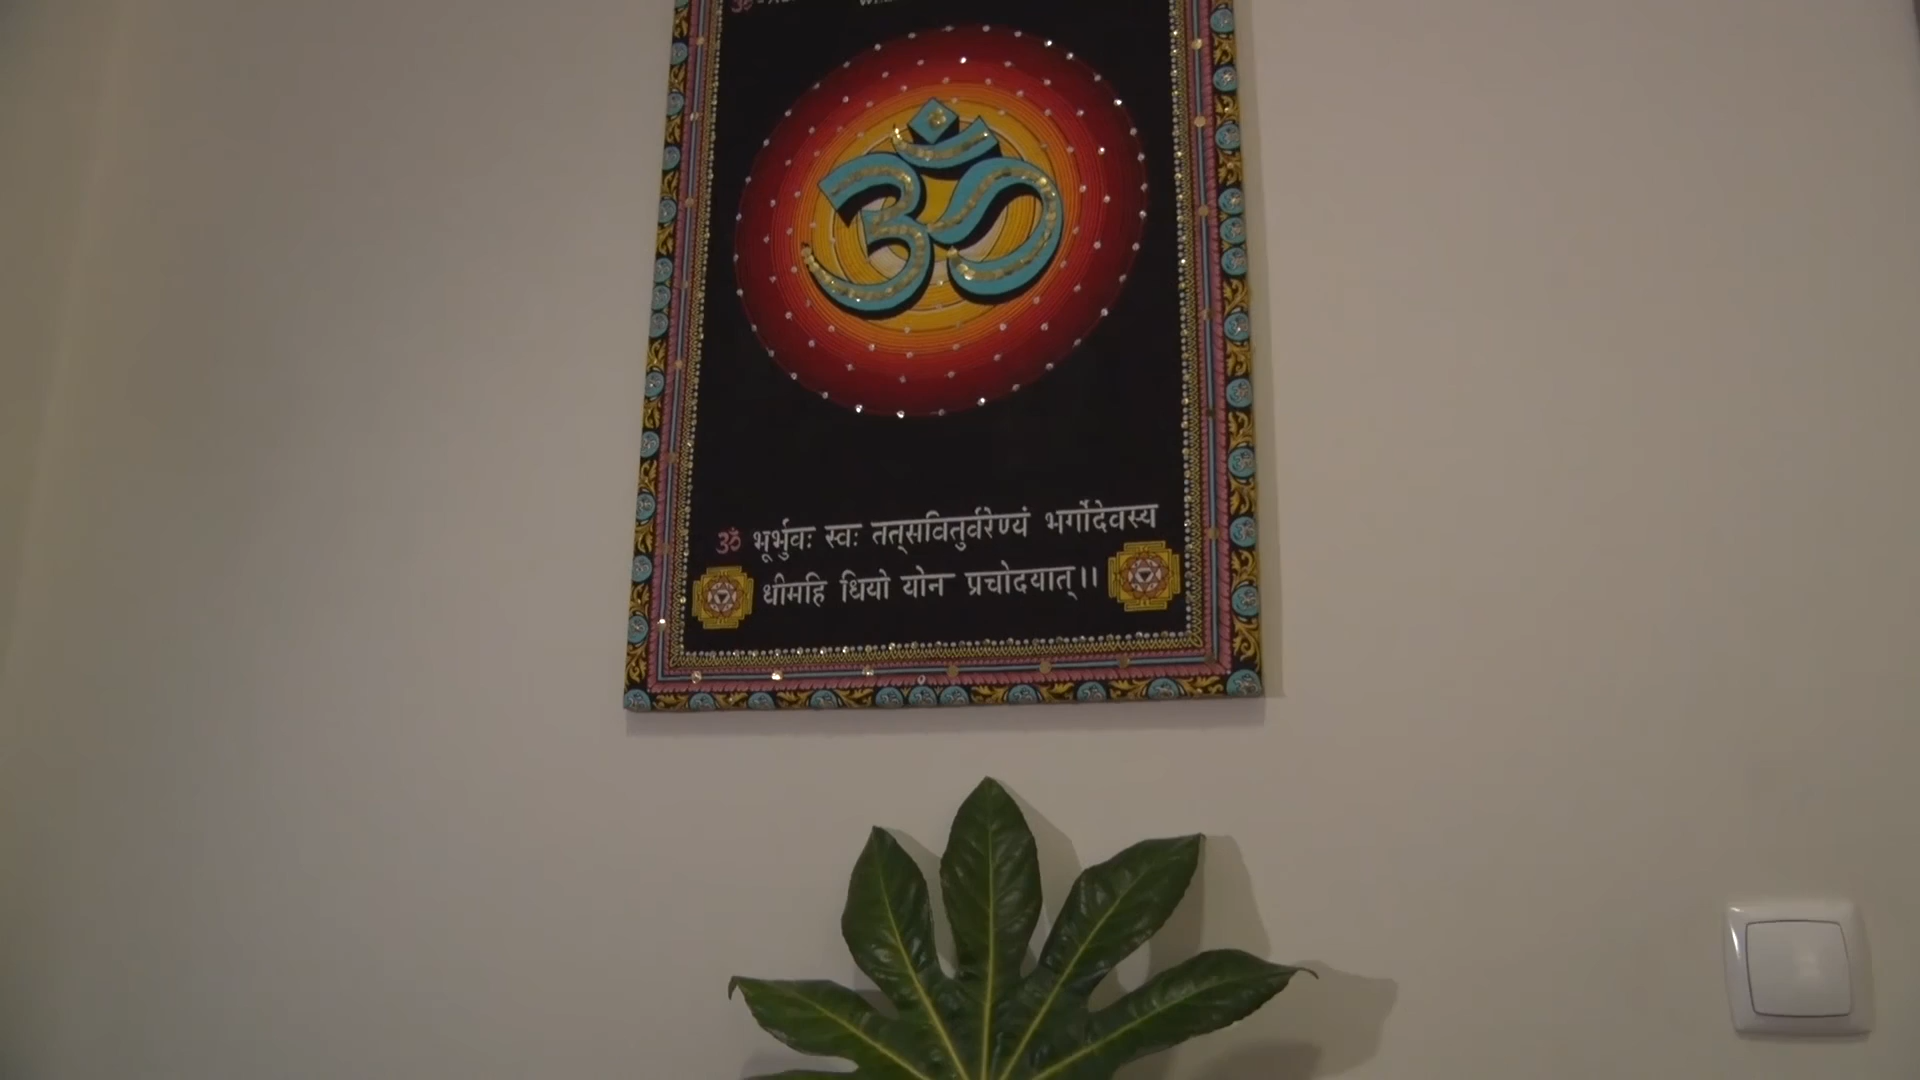 ॐ
ॐ भूर्भुवः स्वः तत्सवितुर्वरेण्यं भर्गोदेवस्य
धीमहि धियो योन प्रचोदयात्।।